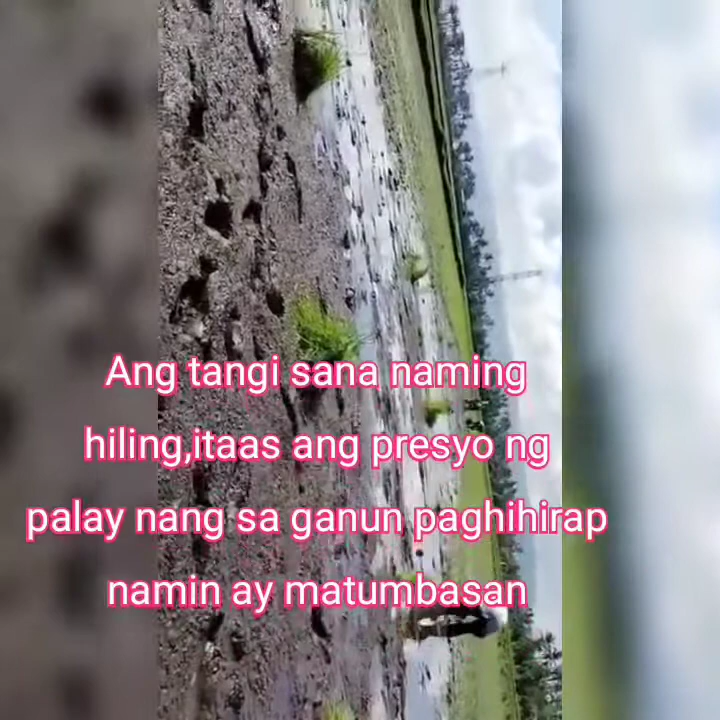 Ang tangi sana naming
hiling,itaas ang presyo ng
palay nang sa ganun paghihirap
namin ay matumbasan